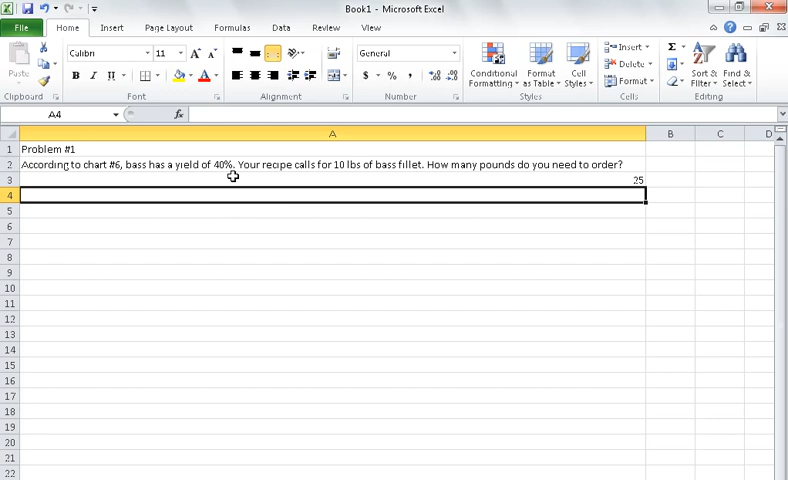 Book1 - Microsoft Excel
File Home Insert Page Layout Formulas Data Review View
Paste
Calibri 11 A A
B I U A
General
$ % ,
Conditional Formatting
Format as Table
Cell Styles
Insert
Delete
Format
Σ
Sort & Filter
Find & Select
Clipboard Font Alignment Number Styles Cells Editing
A4 fx
A B C D
1 Problem #1
2 According to chart #6, bass has a yield of 40%. Your recipe calls for 10 lbs of bass fillet. How many pounds do you need to order?
3 25
4
5
6
7
8
9
10
11
12
13
14
15
16
17
18
19
20
21
22